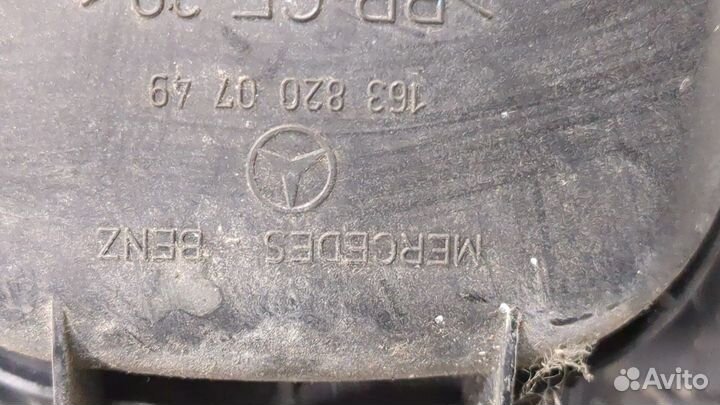 MERCEDES - BENZ
163 820 07 49
Avito